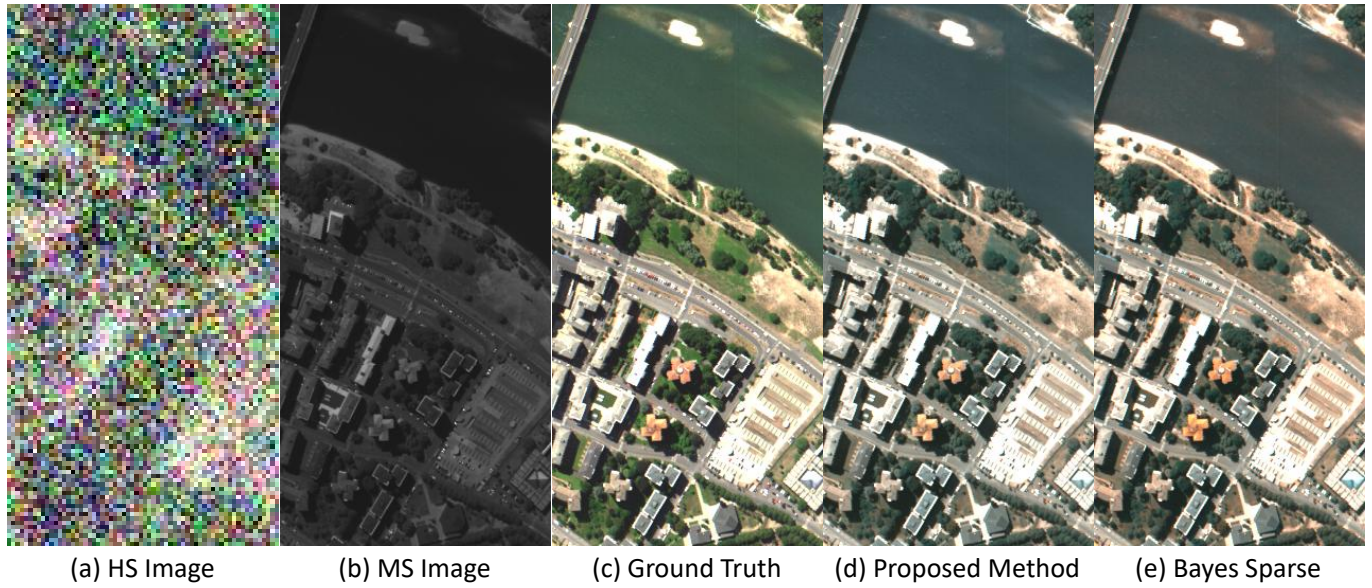 (a) HS Image
(b) MS Image
(c) Ground Truth
(d) Proposed Method
(e) Bayes Sparse